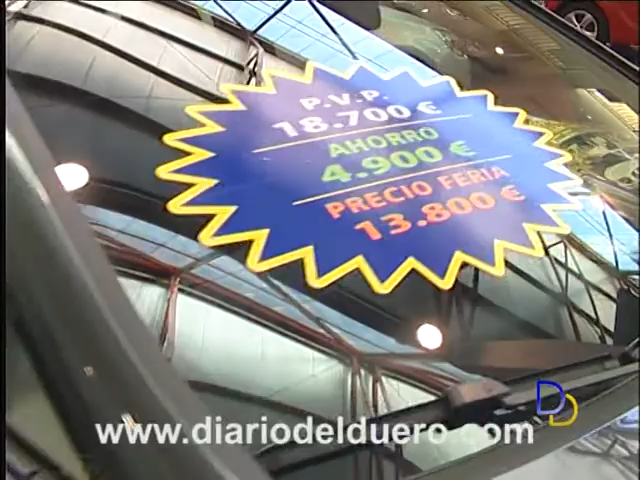 P.V.P.
18.700 €
AHORRO
4.900 €
PRECIO FERIA
13.800 €
www.diariodelduero.com